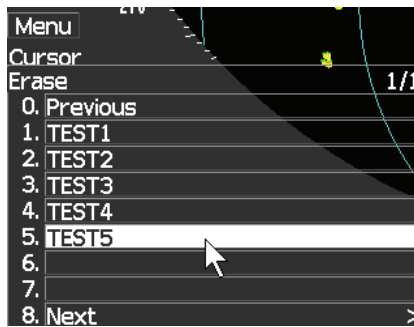 270
Menu
Cursor
Erase 1/1
0. Previous
1. TEST1
2. TEST2
3. TEST3
4. TEST4
5. TEST5
6.
7.
8. Next >